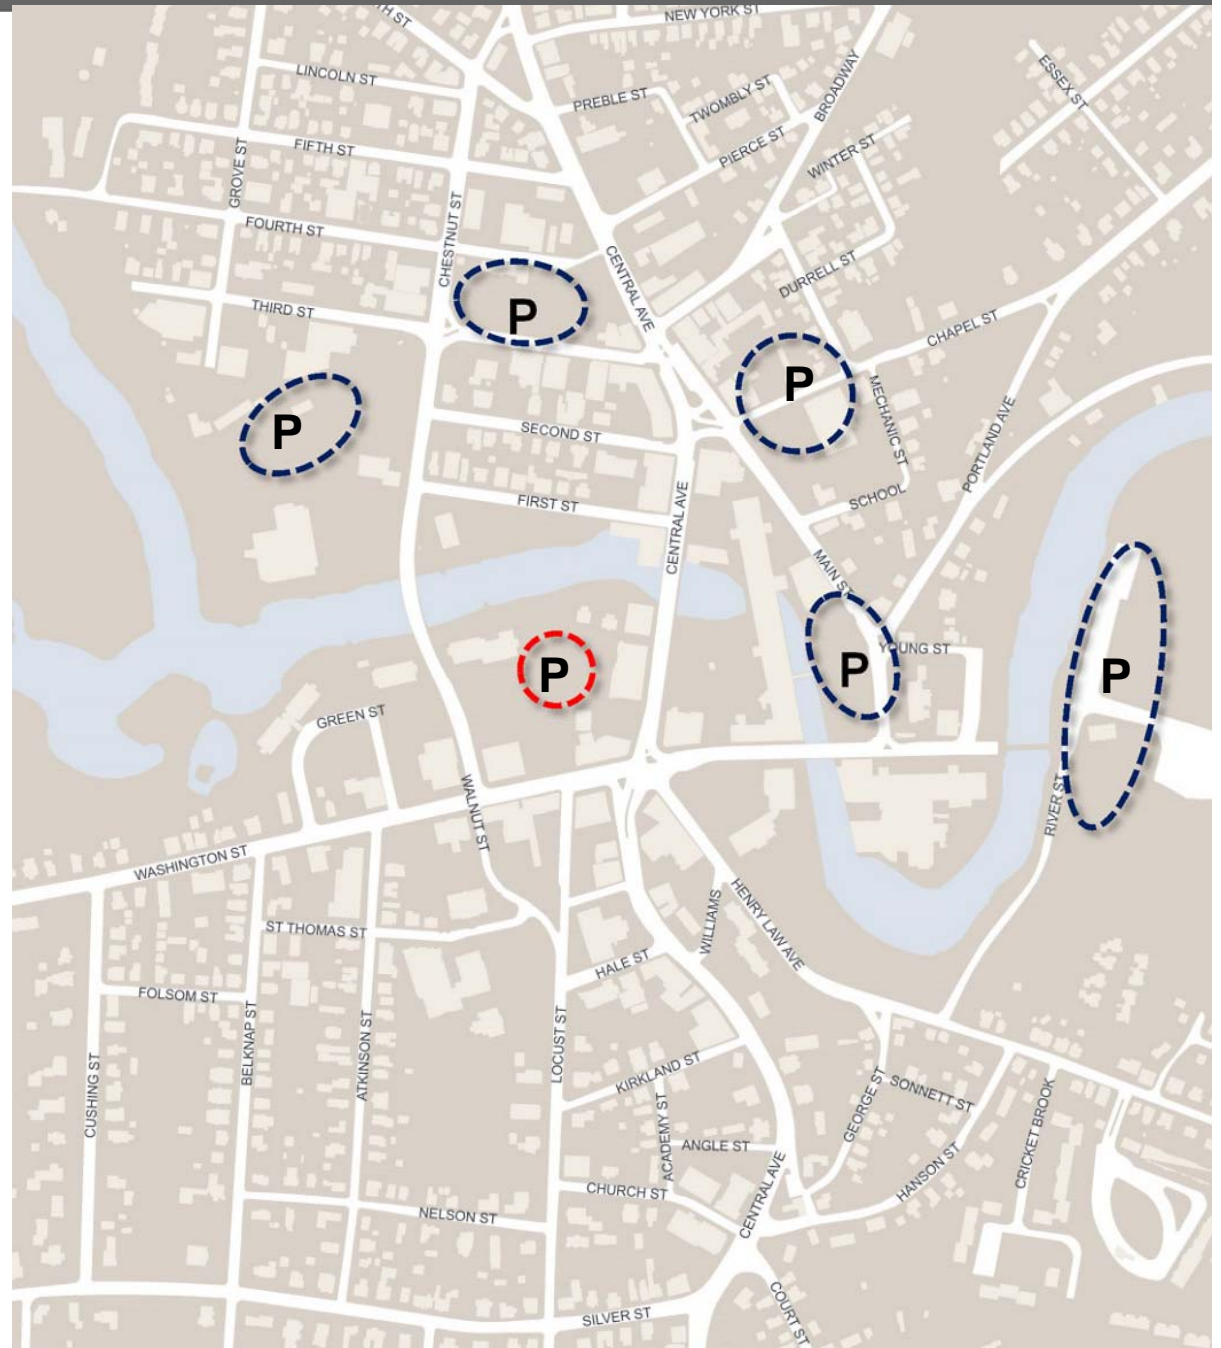 NEW YORK ST
LINCOLN ST
PREBLE ST
TWOMBLY ST
BROADWAY
ESSEX ST
FIFTH ST
PIERCE ST
WINTER ST
GROVE ST
FOURTH ST
CHESTNUT ST
CENTRAL AVE
DURRELL ST
THIRD ST
P
CHAPEL ST
P
P
SECOND ST
MECHANIC ST
PORTLAND AVE
FIRST ST
SCHOOL
CENTRAL AVE
MAIN ST
P
P
YOUNG ST
P
GREEN ST
WALNUT ST
RIVER ST
WASHINGTON ST
ST THOMAS ST
WILLIAMS
HENRY LAW AVE
HALE ST
FOLSOM ST
BELKNAP ST
ATKINSON ST
LOCUST ST
CUSHING ST
KIRKLAND ST
GEORGE ST
SONNETT ST
ACADEMY ST
ANGLE ST
CRICKET BROOK
HANSON ST
CHURCH ST
CENTRAL AVE
NELSON ST
SILVER ST
COURT ST